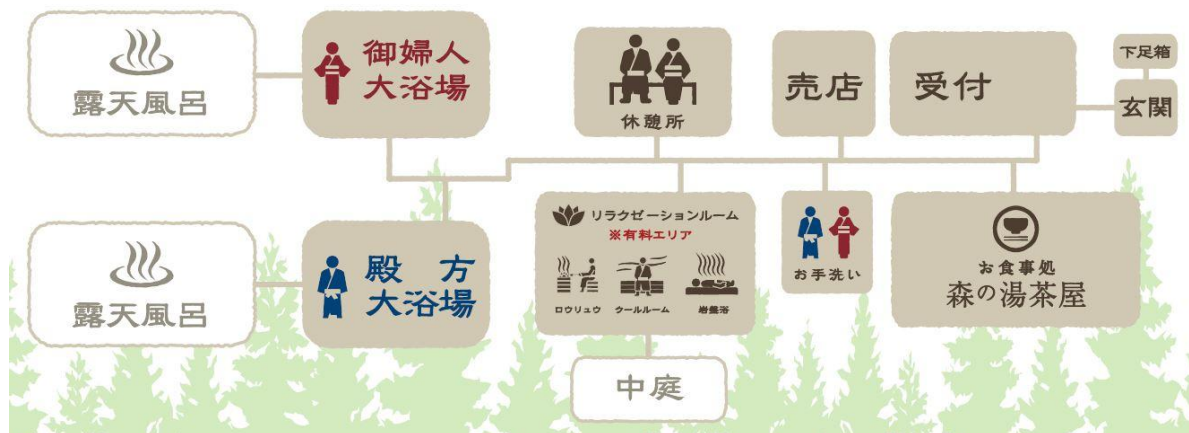 露天風呂
御婦人
大浴場
休憩所
売店
受付
下足箱
玄関
露天風呂
殿方
大浴場
リラクゼーションルーム
※有料エリア
ロウリュウ
クールルーム
岩盤浴
お手洗い
お食事処
森の湯茶屋
中庭